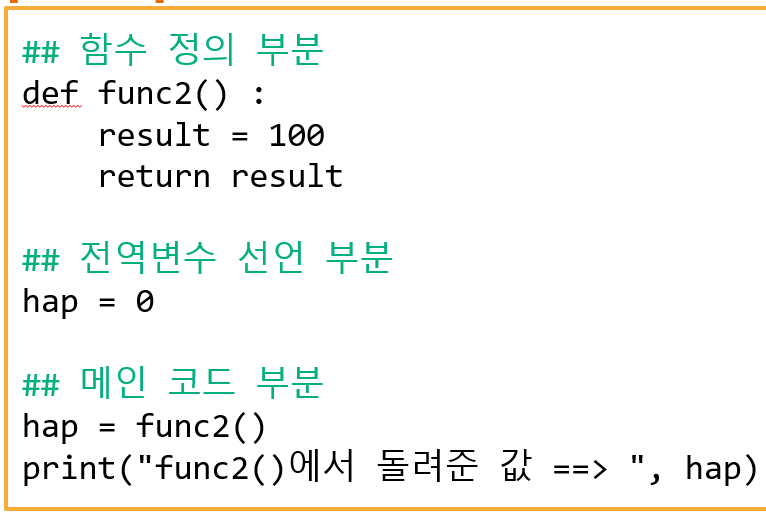 ## 함수 정의 부분
def func2() :
    result = 100
    return result
## 전역변수 선언 부분
hap = 0
## 메인 코드 부분
hap = func2()
print("func2()에서 돌려준 값 ==> ", hap)